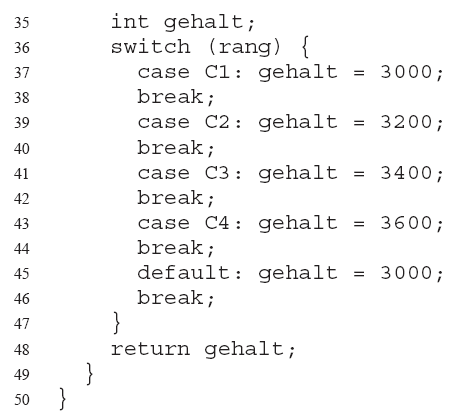 35 int gehalt;
36 switch (rang) {
37 case C1: gehalt = 3000;
38 break;
39 case C2: gehalt = 3200;
40 break;
41 case C3: gehalt = 3400;
42 break;
43 case C4: gehalt = 3600;
44 break;
45 default: gehalt = 3000;
46 break;
47 }
48 return gehalt;
49 }
50 }